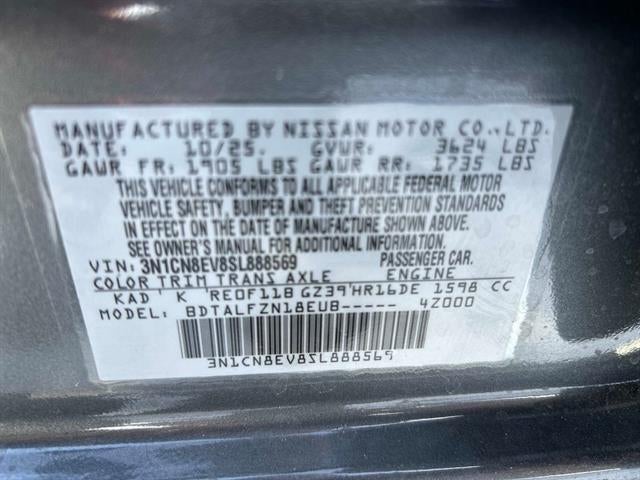 MANUFACTURED BY NISSAN MOTOR CO.,LTD.
DATE: 10/25. GVWR: 3624 LBS
GAWR FR: 1905 LBS GAWR RR: 1735 LBS
THIS VEHICLE CONFORMS TO ALL APPLICABLE FEDERAL MOTOR
VEHICLE SAFETY, BUMPER AND THEFT PREVENTION STANDARDS
IN EFFECT ON THE DATE OF MANUFACTURE SHOWN ABOVE.
SEE OWNER'S MANUAL FOR ADDITIONAL INFORMATION.
VIN: 3N1CN8EV8SL888569 PASSENGER CAR.
COLOR TRIM TRANS AXLE ENGINE
KAD K RE0F11B GZ39 HR16DE 1598 CC
MODEL: BDTALFZN18EU8----- 4Z000
3N1CN8EV8SL888569